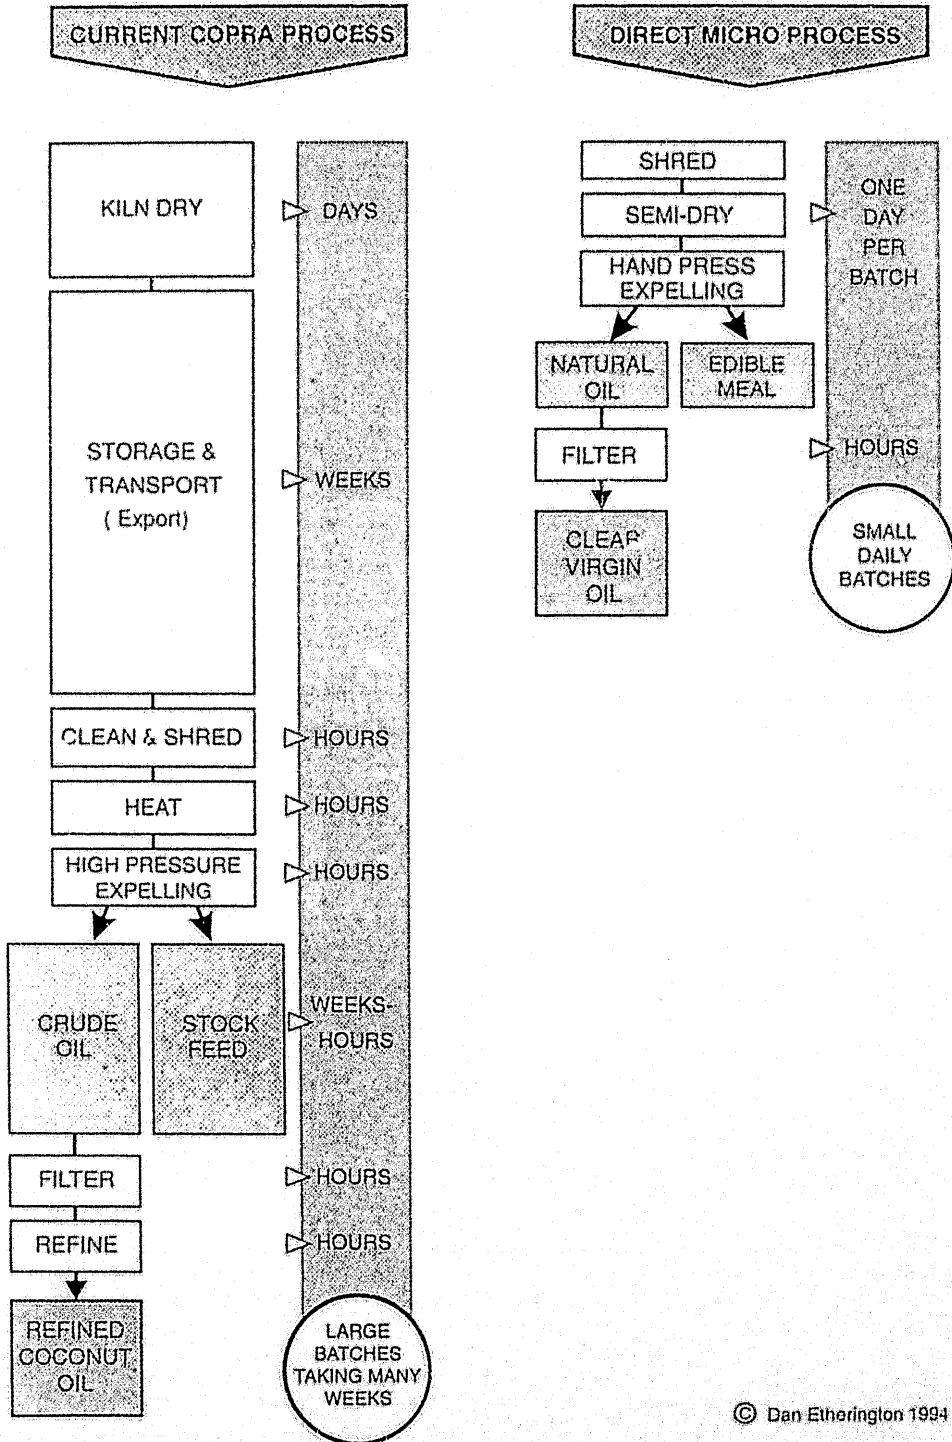 CURRENT COPRA PROCESS
KILN DRY
DAYS
STORAGE &
TRANSPORT
( Export)
WEEKS
CLEAN & SHRED
HOURS
HEAT
HOURS
HIGH PRESSURE
EXPELLING
HOURS
CRUDE
OIL
STOCK
FEED
WEEKS-
HOURS
FILTER
HOURS
REFINE
HOURS
REFINED
COCONUT
OIL
LARGE
BATCHES
TAKING MANY
WEEKS
DIRECT MICRO PROCESS
SHRED
SEMI-DRY
HAND PRESS
EXPELLING
ONE
DAY
PER
BATCH
NATURAL
OIL
EDIBLE
MEAL
FILTER
HOURS
CLEAR
VIRGIN
OIL
SMALL
DAILY
BATCHES
© Dan Etherington 1994